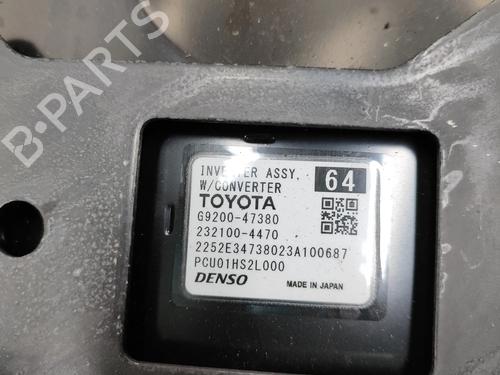 B-PARTS
INVERTER ASSY,
W/CONVERTER
64
TOYOTA
G9200-47380
232100-4470
2252E34738023A100687
PCU01HS2L000
DENSO
MADE IN JAPAN